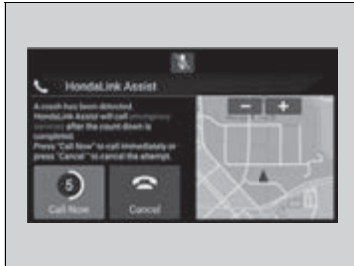 HondaLink Assist
A crash has been detected.
HondaLink Assist will call emergency
services after the count down is
completed.
Press "Call Now" to call immediately or
press "Cancel" to cancel the attempt.
− +
5
Call Now Cancel